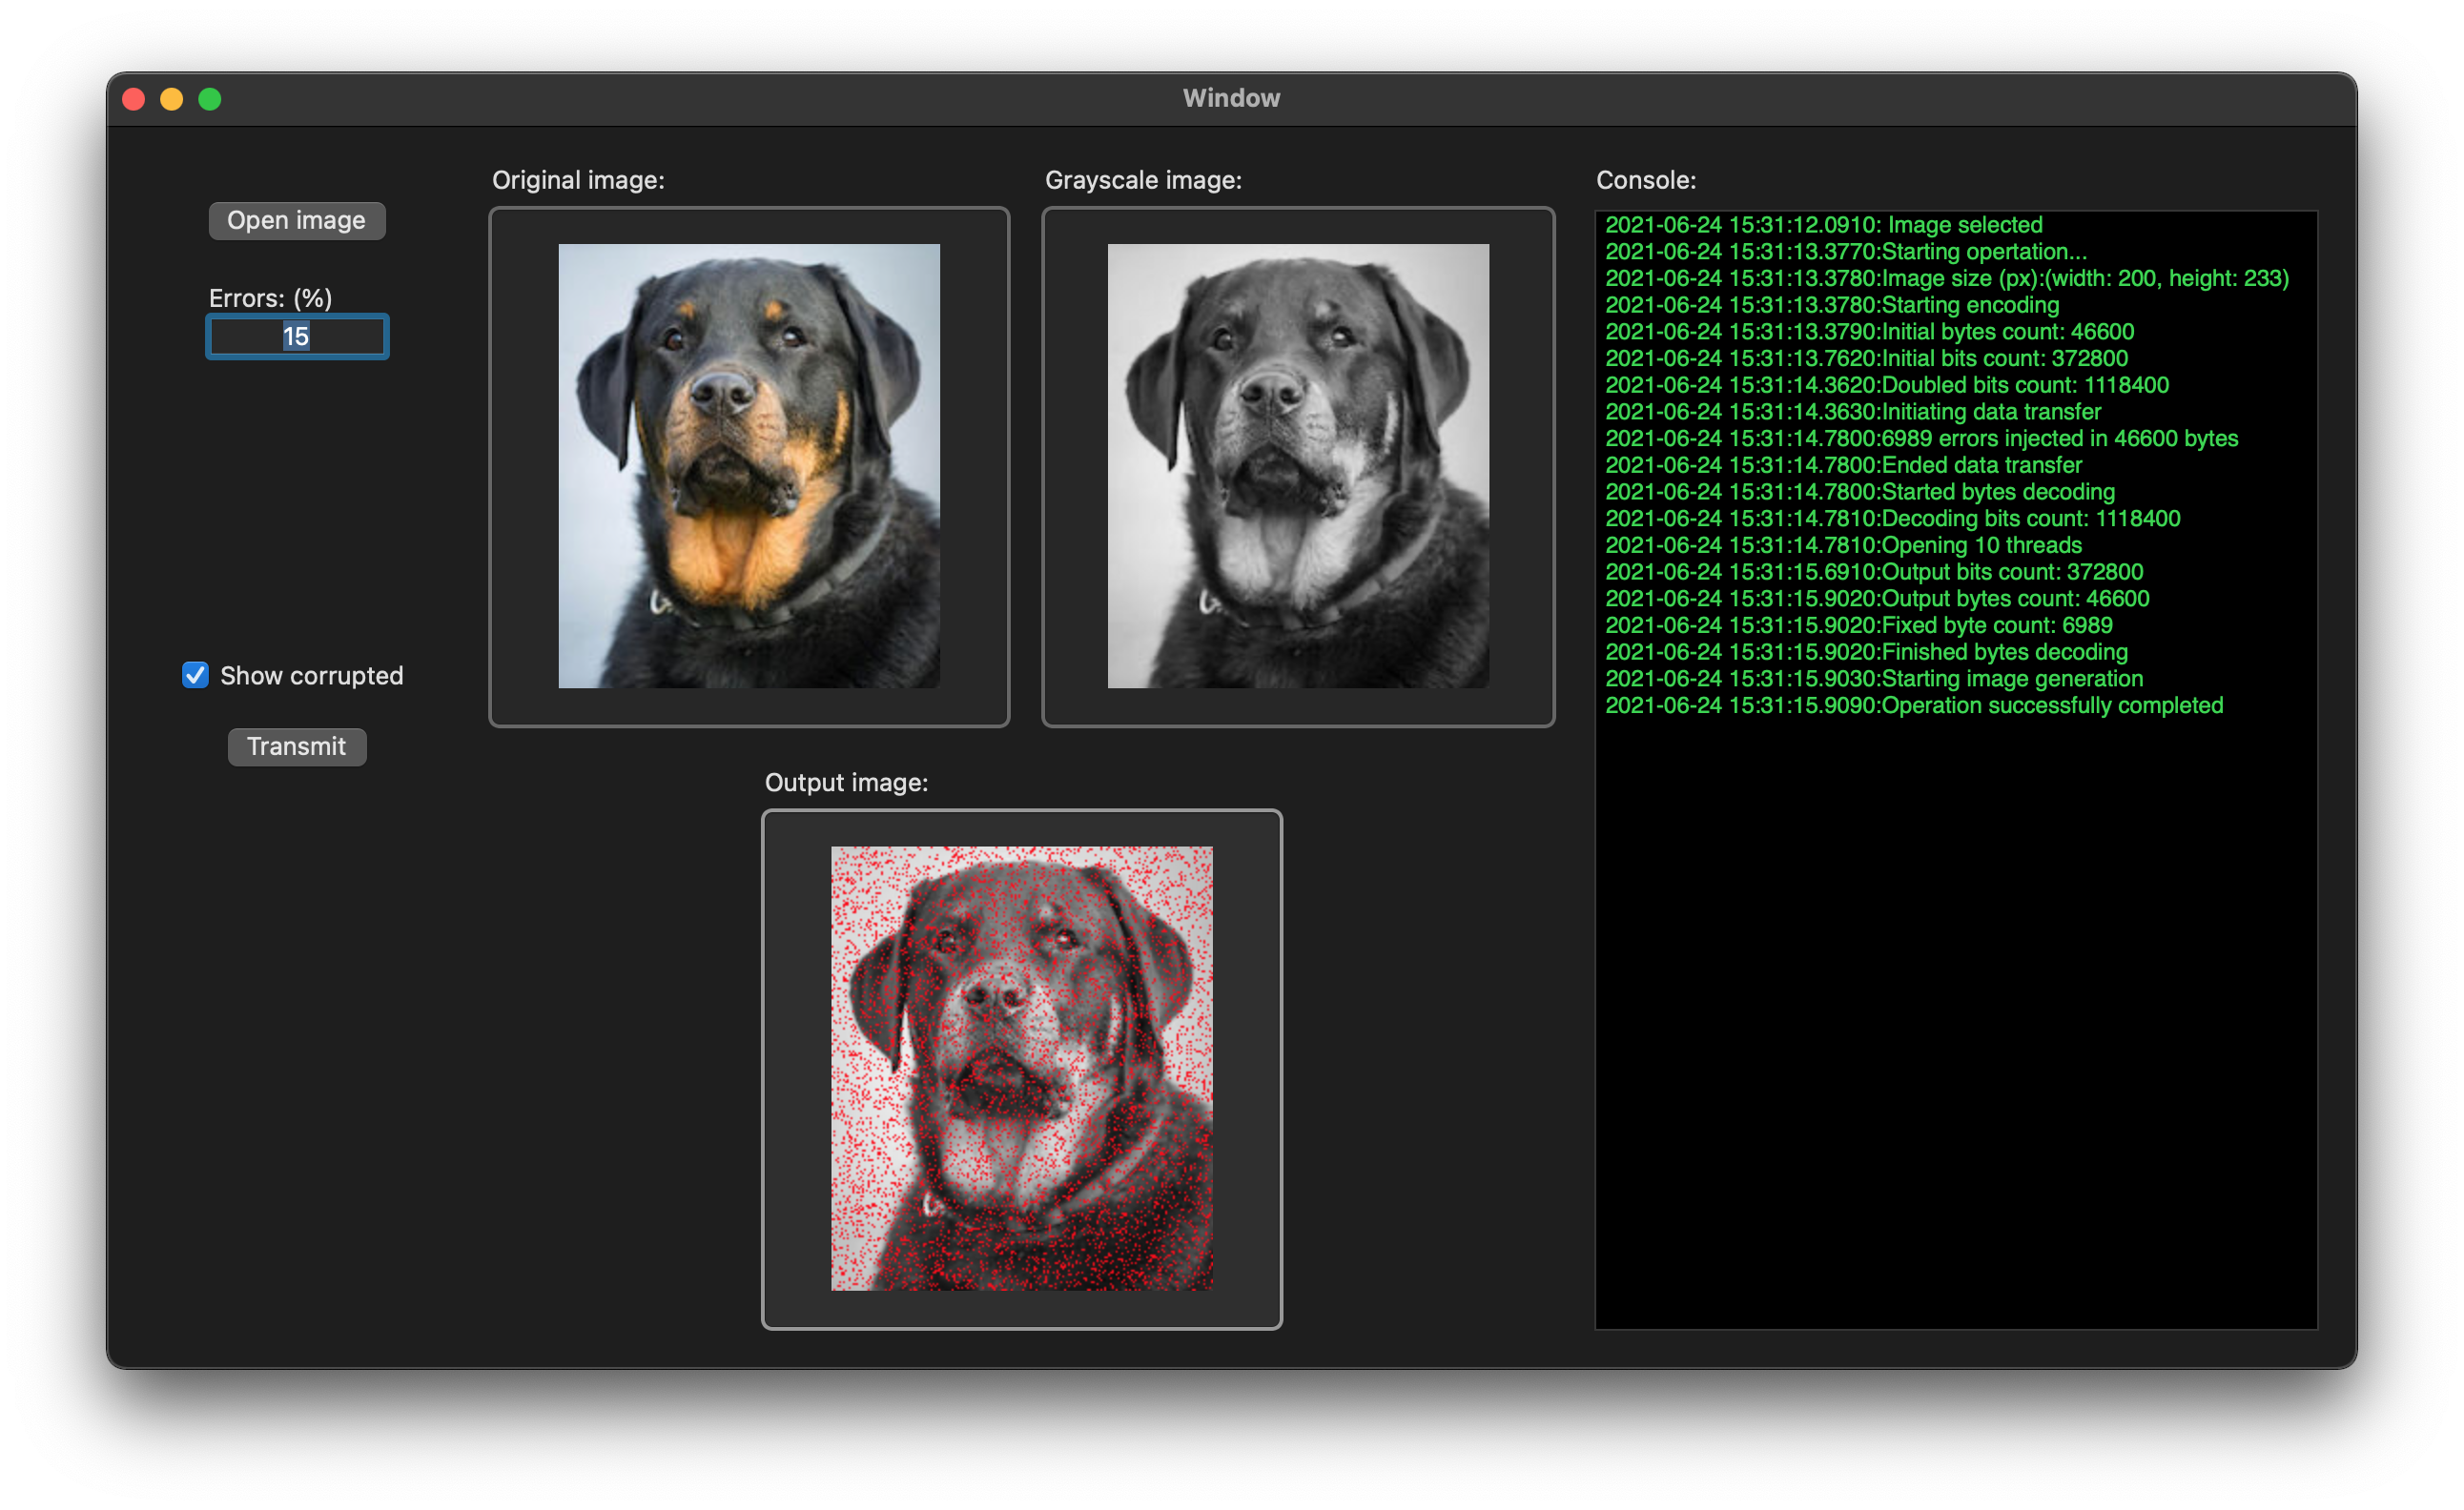 Window
Open image
Errors: (%)
15
Show corrupted
Transmit
Original image:
Grayscale image:
Output image:
Console:
2021-06-24 15:31:12.0910: Image selected
2021-06-24 15:31:13.3770:Starting opertation...
2021-06-24 15:31:13.3780:Image size (px):(width: 200, height: 233)
2021-06-24 15:31:13.3780:Starting encoding
2021-06-24 15:31:13.3790:Initial bytes count: 46600
2021-06-24 15:31:13.7620:Initial bits count: 372800
2021-06-24 15:31:14.3620:Doubled bits count: 1118400
2021-06-24 15:31:14.3630:Initiating data transfer
2021-06-24 15:31:14.7800:6989 errors injected in 46600 bytes
2021-06-24 15:31:14.7800:Ended data transfer
2021-06-24 15:31:14.7800:Started bytes decoding
2021-06-24 15:31:14.7810:Decoding bits count: 1118400
2021-06-24 15:31:14.7810:Opening 10 threads
2021-06-24 15:31:15.6910:Output bits count: 372800
2021-06-24 15:31:15.9020:Output bytes count: 46600
2021-06-24 15:31:15.9020:Fixed byte count: 6989
2021-06-24 15:31:15.9020:Finished bytes decoding
2021-06-24 15:31:15.9030:Starting image generation
2021-06-24 15:31:15.9090:Operation successfully completed